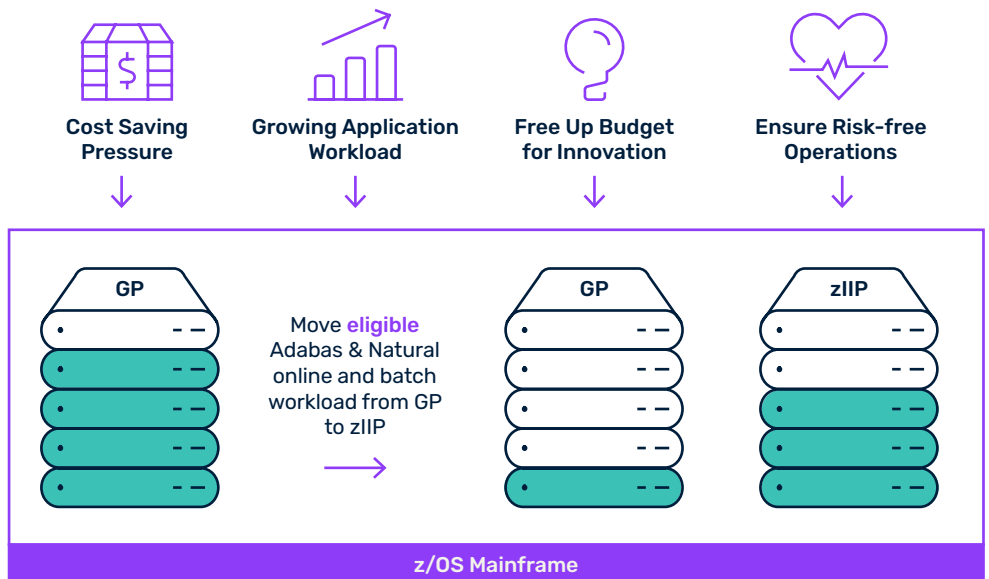 $
Cost Saving
Pressure
Growing Application
Workload
Free Up Budget
for Innovation
Ensure Risk-free
Operations
GP
Move eligible
Adabas & Natural
online and batch
workload from GP
to zIIP
GP
zIIP
z/OS Mainframe